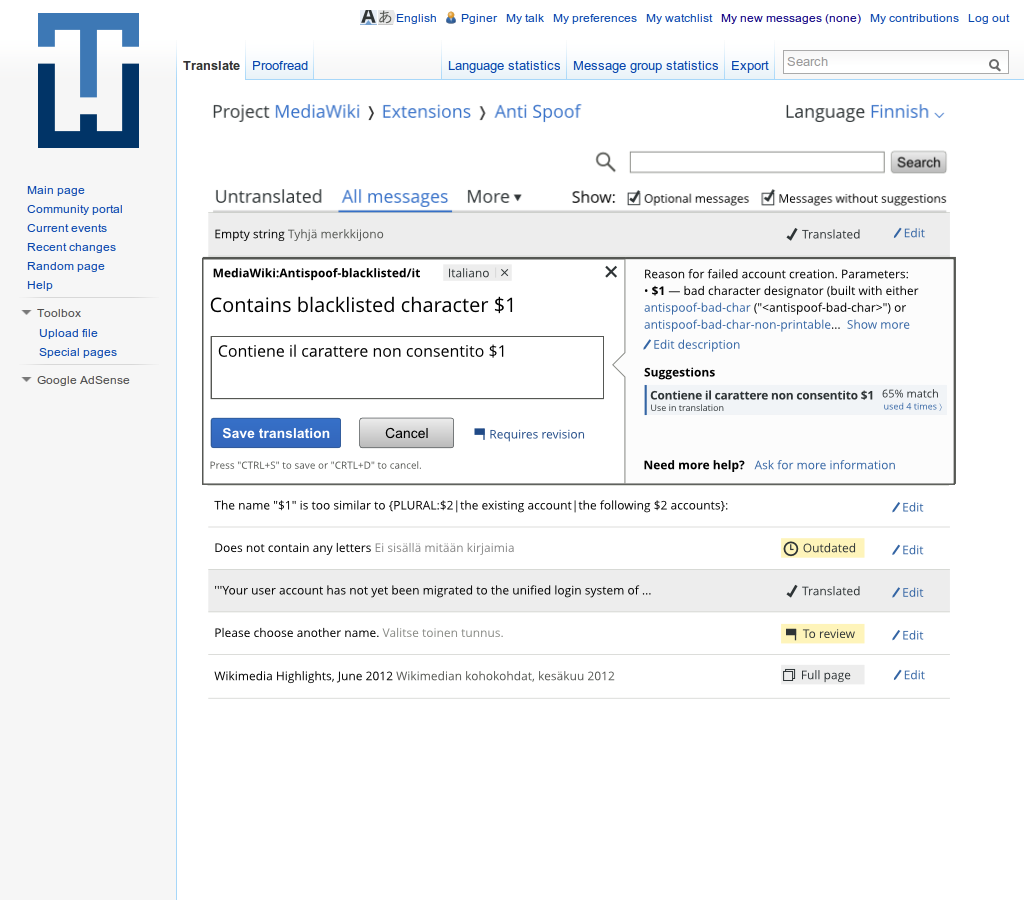 Aあ English Pginer My talk My preferences My watchlist My new messages (none) My contributions Log out
Translate Proofread Language statistics Message group statistics Export Search
Project MediaWiki ❭ Extensions ❭ Anti Spoof Language Finnish
Search
Main page
Community portal
Current events
Recent changes
Random page
Help
Toolbox
Upload file
Special pages
Google AdSense
Untranslated All messages More ▾ Show: Optional messages Messages without suggestions
Empty string Tyhjä merkkijono Translated Edit
MediaWiki:Antispoof-blacklisted/it Italiano ×
Contains blacklisted character $1
Contiene il carattere non consentito $1
Save translation Cancel Requires revision
Press "CTRL+S" to save or "CRTL+D" to cancel.
Reason for failed account creation. Parameters:
• $1 — bad character designator (built with either
antispoof-bad-char ("<antispoof-bad-char>") or
antispoof-bad-char-non-printable... Show more
Edit description
Suggestions
Contiene il carattere non consentito $1 65% match
Use in translation used 4 times ⟩
Need more help? Ask for more information
The name "$1" is too similar to {PLURAL:$2|the existing account|the following $2 accounts}: Edit
Does not contain any letters Ei sisällä mitään kirjaimia Outdated Edit
'''Your user account has not yet been migrated to the unified login system of ... Translated Edit
Please choose another name. Valitse toinen tunnus. To review Edit
Wikimedia Highlights, June 2012 Wikimedian kohokohdat, kesäkuu 2012 Full page Edit